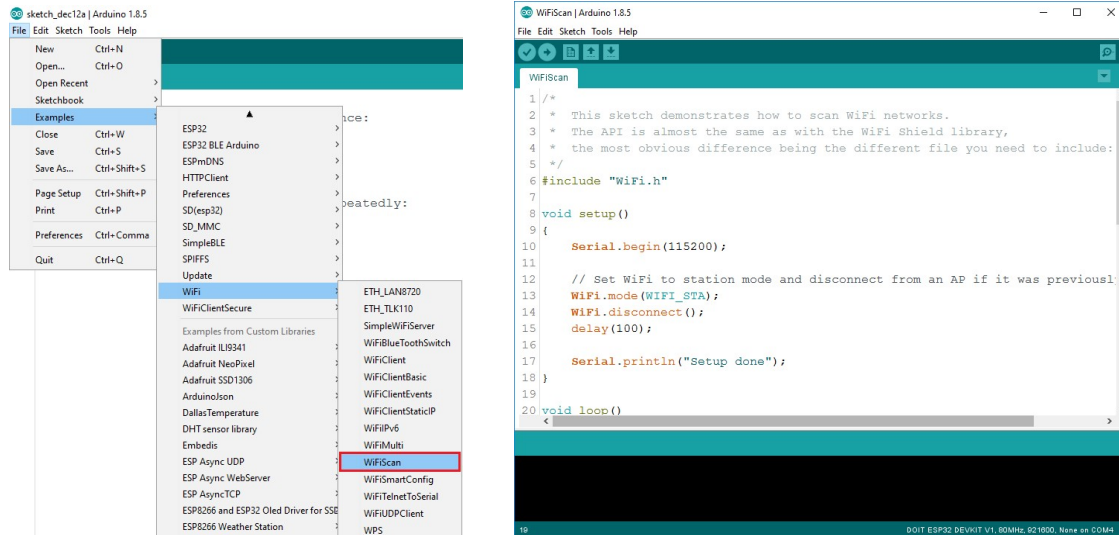 sketch_dec12a | Arduino 1.8.5
File Edit Sketch Tools Help
New Ctrl+N
Open... Ctrl+O
Open Recent
Sketchbook
Examples
Close Ctrl+W
Save Ctrl+S
Save As... Ctrl+Shift+S
Page Setup Ctrl+Shift+P
Print Ctrl+P
Preferences Ctrl+Comma
Quit Ctrl+Q
nce:
peatedly:
ESP32
ESP32 BLE Arduino
ESPmDNS
HTTPClient
Preferences
SD(esp32)
SD_MMC
SimpleBLE
SPIFFS
Update
WiFi
WiFiClientSecure
Examples from Custom Libraries
Adafruit ILI9341
Adafruit NeoPixel
Adafruit SSD1306
ArduinoJson
DallasTemperature
DHT sensor library
Embedis
ESP Async UDP
ESP Async WebServer
ESP AsyncTCP
ESP8266 and ESP32 Oled Driver for SSD
ESP8266 Weather Station
ETH_LAN8720
ETH_TLK110
SimpleWiFiServer
WiFiBlueToothSwitch
WiFiClient
WiFiClientBasic
WiFiClientEvents
WiFiClientStaticIP
WiFiIPv6
WiFiMulti
WiFiScan
WiFiSmartConfig
WiFiTelnetToSerial
WiFiUDPClient
WPS
WiFiScan | Arduino 1.8.5
File Edit Sketch Tools Help
WiFiScan
1 /*
2 * This sketch demonstrates how to scan WiFi networks.
3 * The API is almost the same as with the WiFi Shield library,
4 * the most obvious difference being the different file you need to include:
5 */
6 #include "WiFi.h"
7
8 void setup()
9 {
10 Serial.begin(115200);
11
12 // Set WiFi to station mode and disconnect from an AP if it was previousl
13 WiFi.mode(WIFI_STA);
14 WiFi.disconnect();
15 delay(100);
16
17 Serial.println("Setup done");
18 }
19
20 void loop()
19 DOIT ESP32 DEVKIT V1, 80MHz, 921600, None on COM4